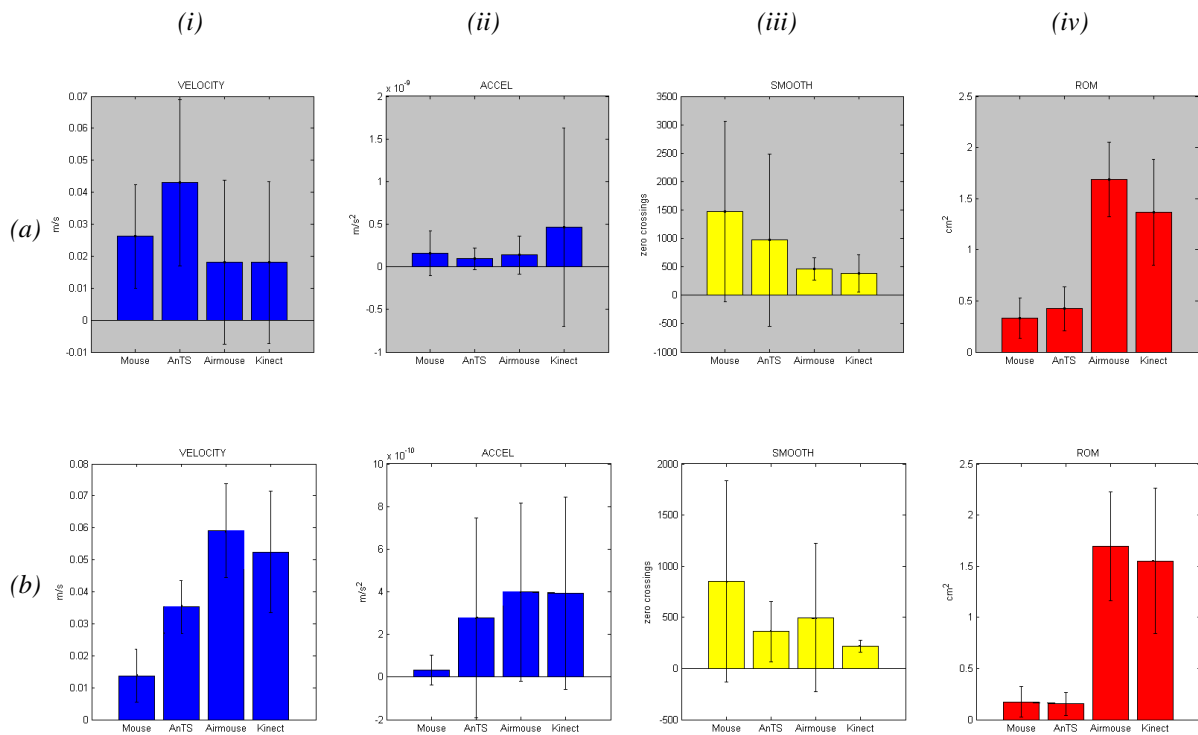 (i) (ii) (iii) (iv)
(a)
VELOCITY
m/s
0.07
0.06
0.05
0.04
0.03
0.02
0.01
0
-0.01
Mouse AnTS Airmouse Kinect
ACCEL
x 10^-9
m/s²
2
1.5
1
0.5
0
-0.5
-1
Mouse AnTS Airmouse Kinect
SMOOTH
zero crossings
3500
3000
2500
2000
1500
1000
500
0
-500
-1000
Mouse AnTS Airmouse Kinect
ROM
cm²
2.5
2
1.5
1
0.5
0
Mouse AnTS Airmouse Kinect
(b)
VELOCITY
m/s
0.08
0.07
0.06
0.05
0.04
0.03
0.02
0.01
0
Mouse AnTS Airmouse Kinect
ACCEL
x 10^-10
m/s²
10
8
6
4
2
0
-2
Mouse AnTS Airmouse Kinect
SMOOTH
zero crossings
2000
1500
1000
500
0
-500
Mouse AnTS Airmouse Kinect
ROM
cm²
2.5
2
1.5
1
0.5
0
Mouse AnTS Airmouse Kinect